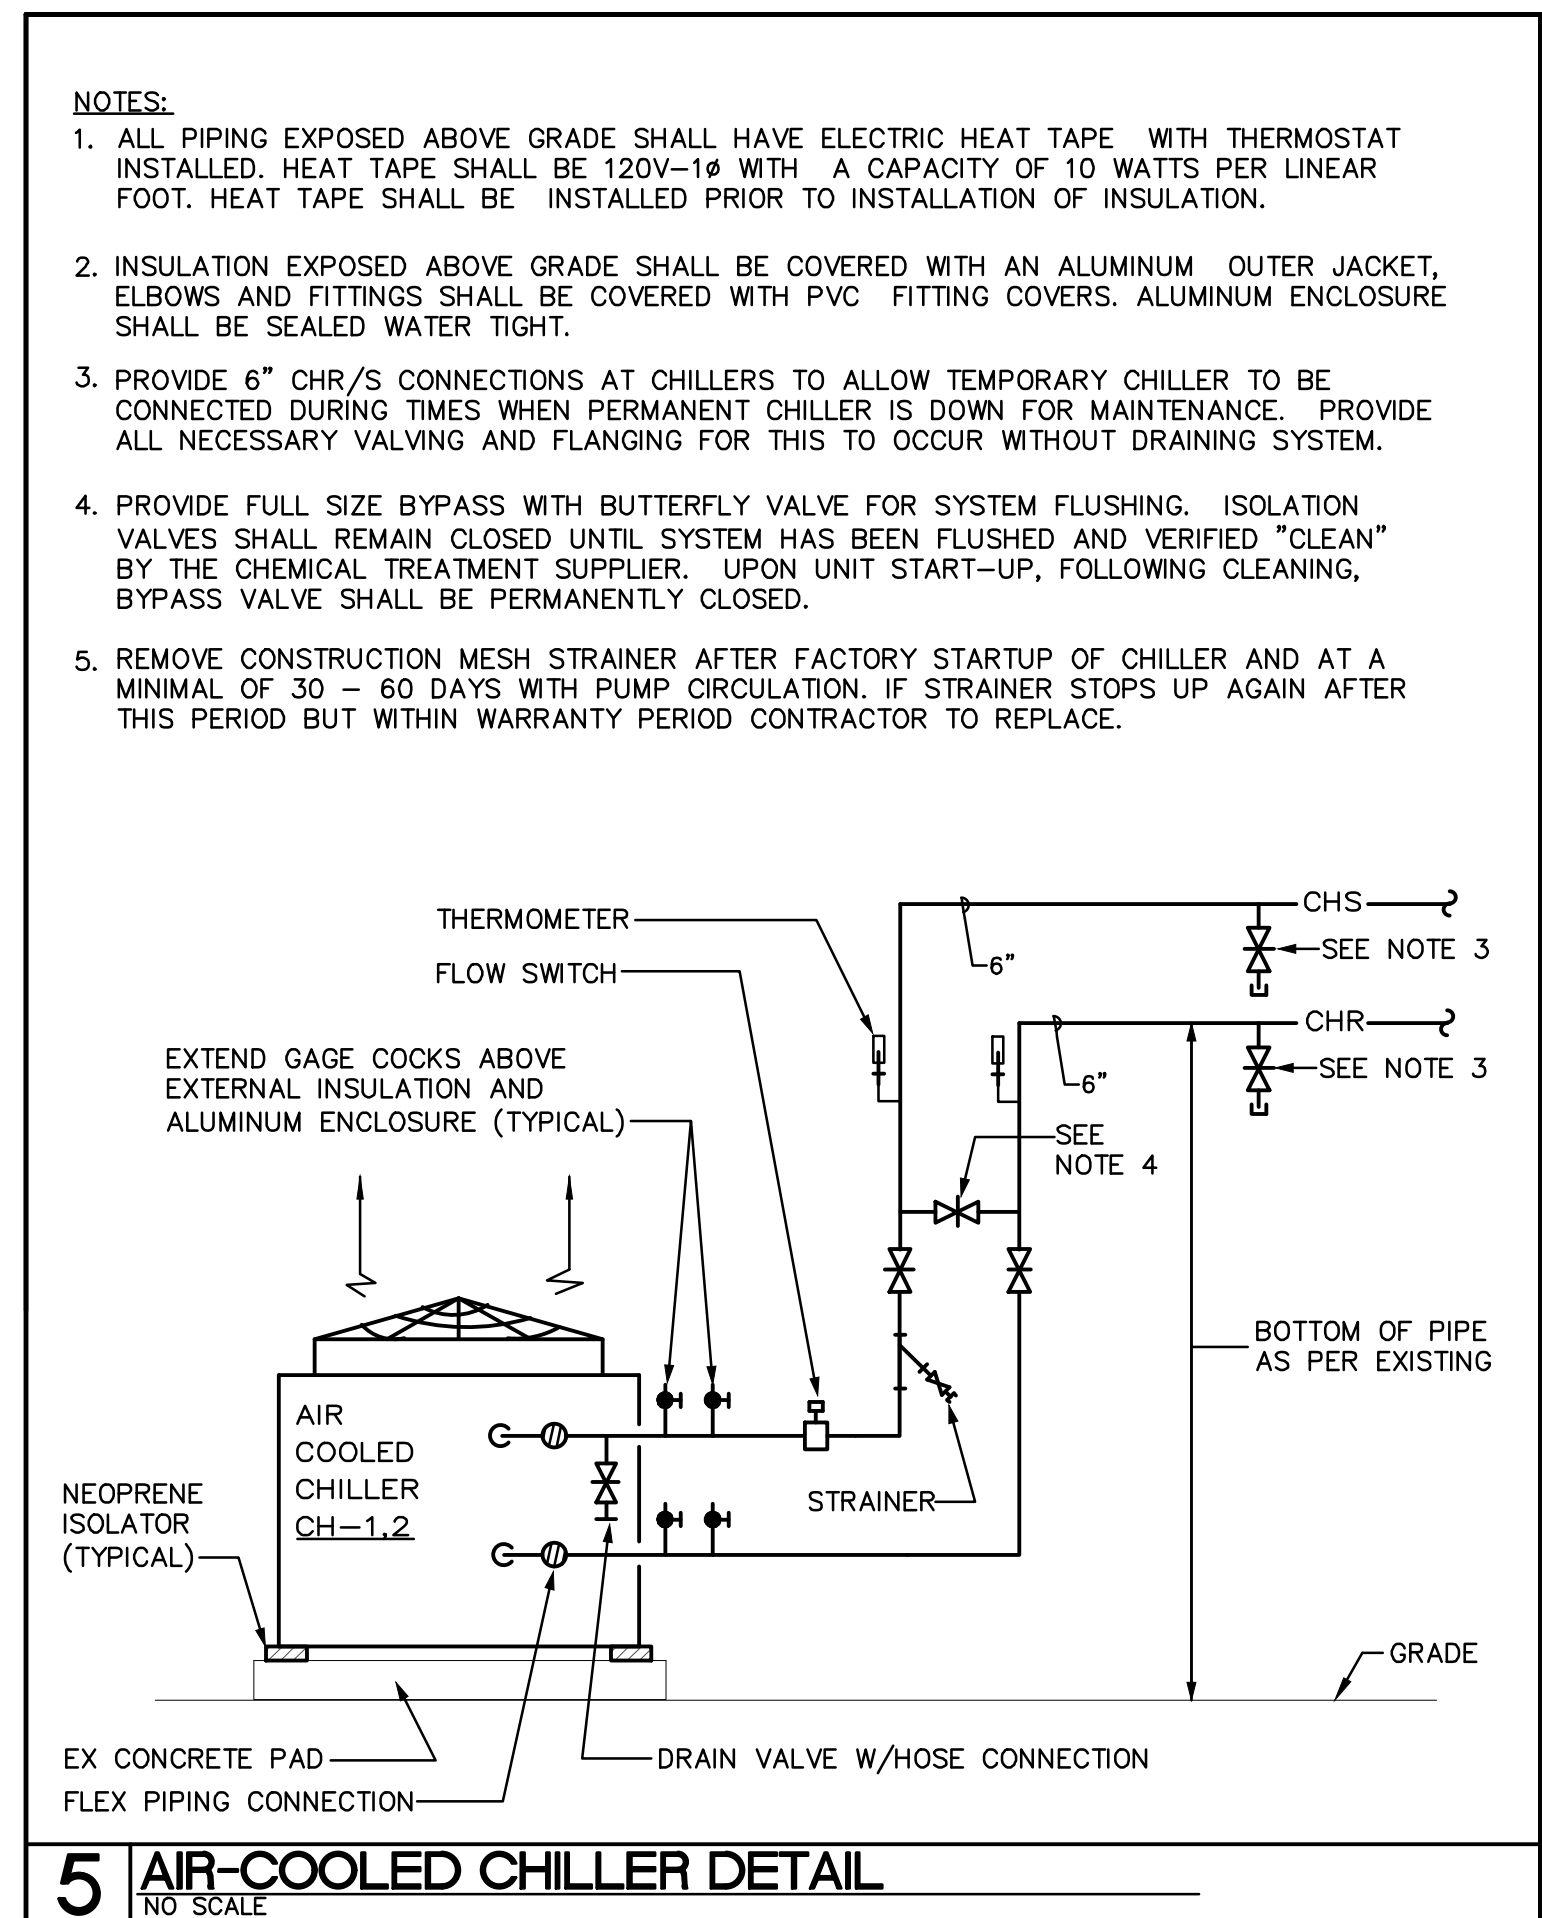 NOTES:
1. ALL PIPING EXPOSED ABOVE GRADE SHALL HAVE ELECTRIC HEAT TAPE WITH THERMOSTAT
INSTALLED. HEAT TAPE SHALL BE 120V-1ø WITH A CAPACITY OF 10 WATTS PER LINEAR
FOOT. HEAT TAPE SHALL BE INSTALLED PRIOR TO INSTALLATION OF INSULATION.
2. INSULATION EXPOSED ABOVE GRADE SHALL BE COVERED WITH AN ALUMINUM OUTER JACKET,
ELBOWS AND FITTINGS SHALL BE COVERED WITH PVC FITTING COVERS. ALUMINUM ENCLOSURE
SHALL BE SEALED WATER TIGHT.
3. PROVIDE 6" CHR/S CONNECTIONS AT CHILLERS TO ALLOW TEMPORARY CHILLER TO BE
CONNECTED DURING TIMES WHEN PERMANENT CHILLER IS DOWN FOR MAINTENANCE. PROVIDE
ALL NECESSARY VALVING AND FLANGING FOR THIS TO OCCUR WITHOUT DRAINING SYSTEM.
4. PROVIDE FULL SIZE BYPASS WITH BUTTERFLY VALVE FOR SYSTEM FLUSHING. ISOLATION
VALVES SHALL REMAIN CLOSED UNTIL SYSTEM HAS BEEN FLUSHED AND VERIFIED "CLEAN"
BY THE CHEMICAL TREATMENT SUPPLIER. UPON UNIT START-UP, FOLLOWING CLEANING,
BYPASS VALVE SHALL BE PERMANENTLY CLOSED.
5. REMOVE CONSTRUCTION MESH STRAINER AFTER FACTORY STARTUP OF CHILLER AND AT A
MINIMAL OF 30 - 60 DAYS WITH PUMP CIRCULATION. IF STRAINER STOPS UP AGAIN AFTER
THIS PERIOD BUT WITHIN WARRANTY PERIOD CONTRACTOR TO REPLACE.
CHS
THERMOMETER
SEE NOTE 3
6"
FLOW SWITCH
CHR
SEE NOTE 3
6"
EXTEND GAGE COCKS ABOVE
EXTERNAL INSULATION AND
ALUMINUM ENCLOSURE (TYPICAL)
SEE
NOTE 4
BOTTOM OF PIPE
AS PER EXISTING
AIR
COOLED
CHILLER
CH-1,2
NEOPRENE
ISOLATOR
(TYPICAL)
STRAINER
GRADE
EX CONCRETE PAD
DRAIN VALVE W/HOSE CONNECTION
FLEX PIPING CONNECTION
5
AIR-COOLED CHILLER DETAIL
NO SCALE